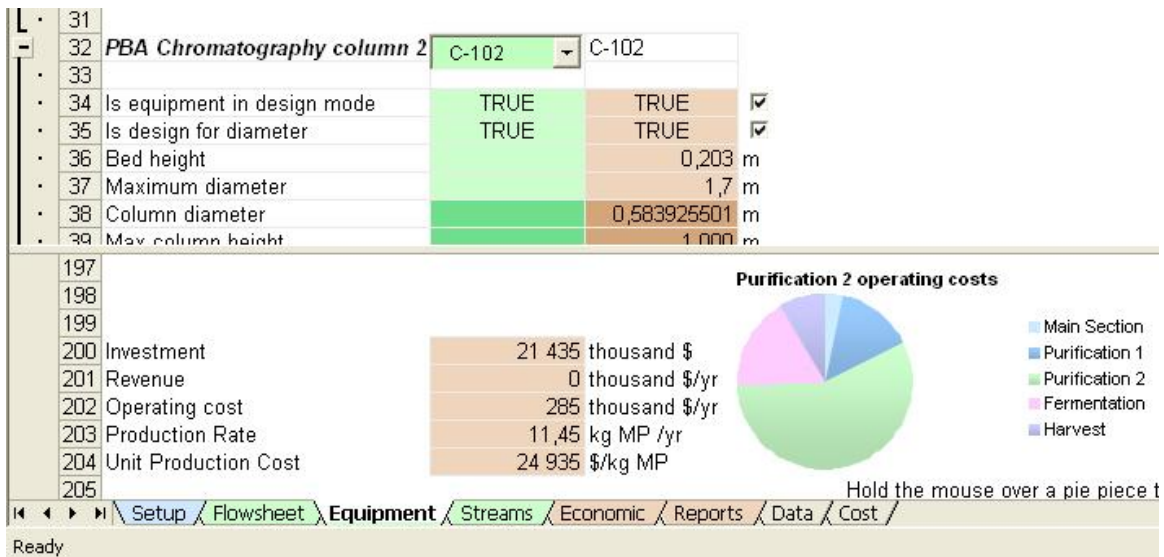 31
32 PBA Chromatography column 2 C-102 C-102
33
34 Is equipment in design mode TRUE TRUE
35 Is design for diameter TRUE TRUE
36 Bed height 0,203 m
37 Maximum diameter 1,7 m
38 Column diameter 0,583925501 m
39 Max column height 1,000 m
197
198
199
200 Investment 21 435 thousand $
201 Revenue 0 thousand $/yr
202 Operating cost 285 thousand $/yr
203 Production Rate 11,45 kg MP /yr
204 Unit Production Cost 24 935 $/kg MP
205
Purification 2 operating costs
Main Section
Purification 1
Purification 2
Fermentation
Harvest
Hold the mouse over a pie piece t
Setup Flowsheet Equipment Streams Economic Reports Data Cost
Ready